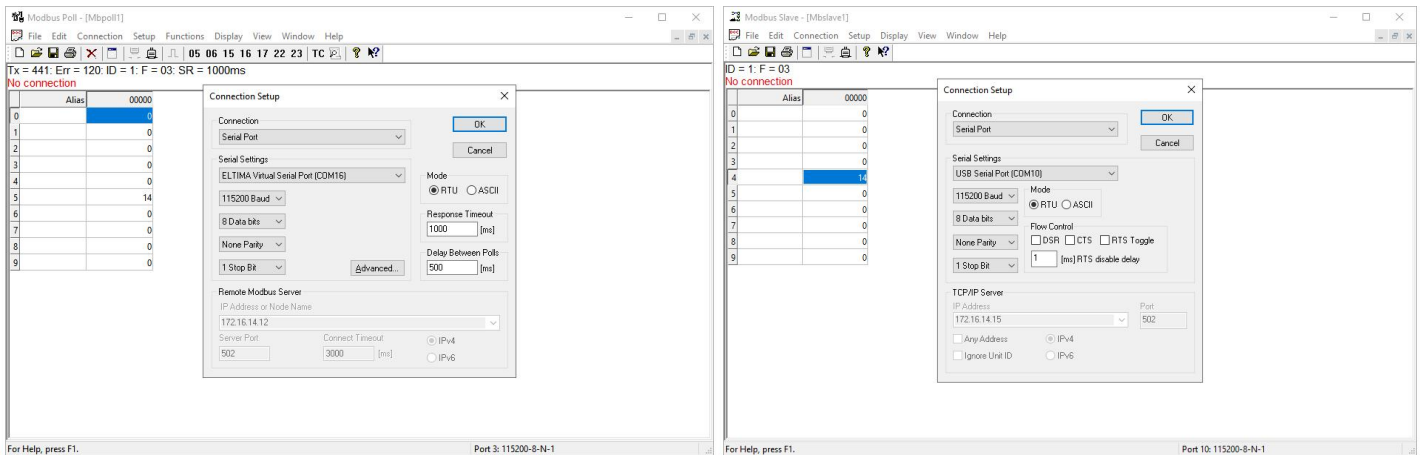 Modbus Poll - [Mbpoll1]
File Edit Connection Setup Functions Display View Window Help
05 06 15 16 17 22 23 TC
Tx = 441: Err = 120: ID = 1: F = 03: SR = 1000ms
No connection
Alias 00000
0 0
1 0
2 0
3 0
4 0
5 14
6 0
7 0
8 0
9 0
Connection Setup
Connection
Serial Port
OK
Cancel
Serial Settings
ELTIMA Virtual Serial Port (COM16)
115200 Baud
8 Data bits
None Parity
1 Stop Bit
Advanced...
Mode
RTU ASCII
Response Timeout
1000 [ms]
Delay Between Polls
500 [ms]
Remote Modbus Server
IP Address or Node Name
172.16.14.12
Server Port Connect Timeout
502 3000 [ms]
IPv4
IPv6
For Help, press F1.
Port 3: 115200-8-N-1
Modbus Slave - [Mbslave1]
File Edit Connection Setup Display View Window Help
ID = 1: F = 03
No connection
Alias 00000
0 0
1 0
2 0
3 0
4 14
5 0
6 0
7 0
8 0
9 0
Connection Setup
Connection
Serial Port
OK
Cancel
Serial Settings
USB Serial Port (COM10)
115200 Baud
8 Data bits
None Parity
1 Stop Bit
Mode
RTU ASCII
Flow Control
DSR CTS RTS Toggle
1 [ms] RTS disable delay
TCP/IP Server
IP Address Port
172.16.14.15 502
Any Address IPv4
Ignore Unit ID IPv6
For Help, press F1.
Port 10: 115200-8-N-1